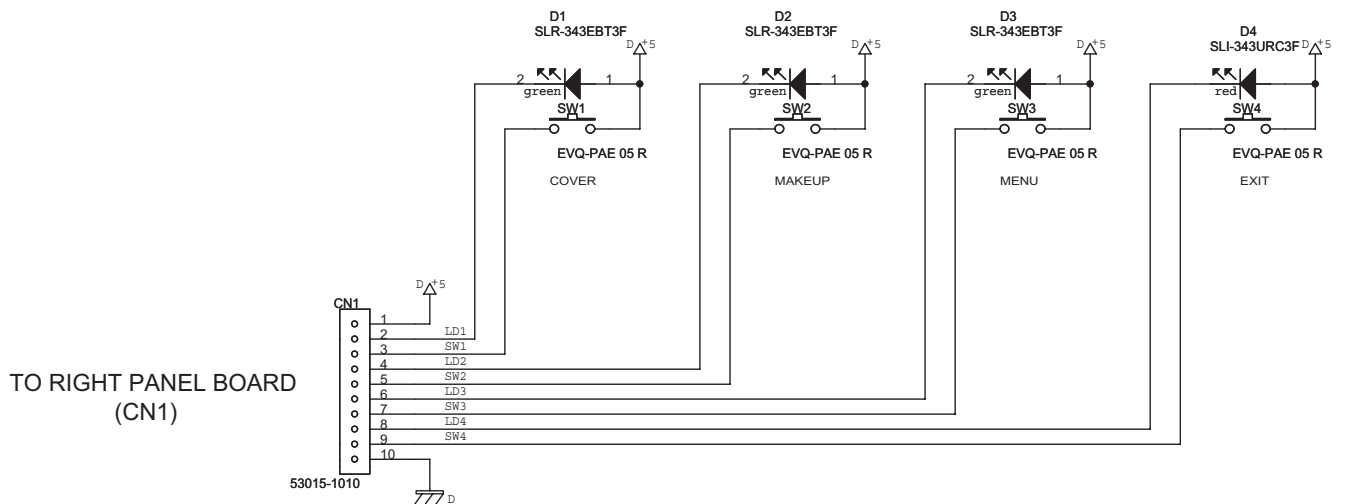 D1
SLR-343EBT3F
D +5
2 1
green
SW1
EVQ-PAE 05 R
COVER
D2
SLR-343EBT3F
D +5
2 1
green
SW2
EVQ-PAE 05 R
MAKEUP
D3
SLR-343EBT3F
D +5
2 1
green
SW3
EVQ-PAE 05 R
MENU
D4
SLI-343URC3F
D +5
red
SW4
EVQ-PAE 05 R
EXIT
D +5
CN1
1
2 LD1
3 SW1
4 LD2
5 SW2
6 LD3
7 SW3
8 LD4
9 SW4
10
TO RIGHT PANEL BOARD
(CN1)
53015-1010
D